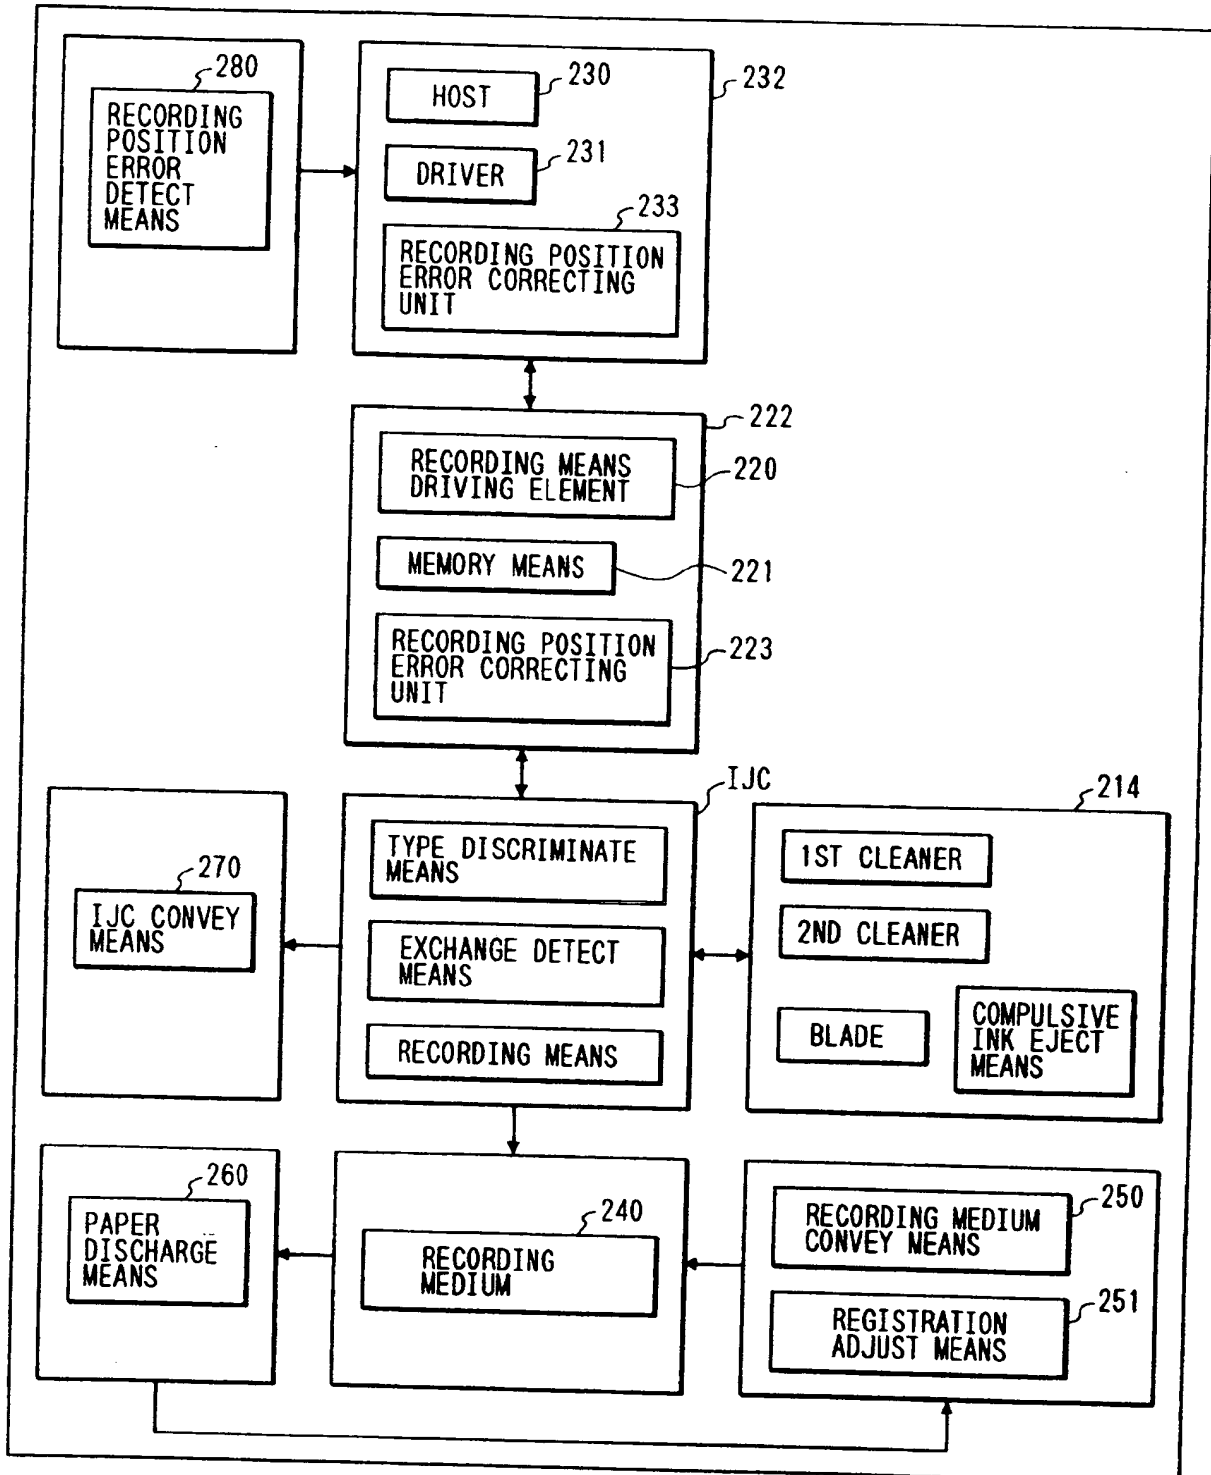 280
RECORDING
POSITION
ERROR
DETECT
MEANS
232
HOST
230
DRIVER
231
233
RECORDING POSITION
ERROR CORRECTING
UNIT
222
RECORDING MEANS
DRIVING ELEMENT
220
MEMORY MEANS
221
RECORDING POSITION
ERROR CORRECTING
UNIT
223
IJC
TYPE DISCRIMINATE
MEANS
EXCHANGE DETECT
MEANS
RECORDING MEANS
270
IJC CONVEY
MEANS
214
1ST CLEANER
2ND CLEANER
BLADE
COMPULSIVE
INK EJECT
MEANS
260
PAPER
DISCHARGE
MEANS
240
RECORDING
MEDIUM
250
RECORDING MEDIUM
CONVEY MEANS
251
REGISTRATION
ADJUST MEANS